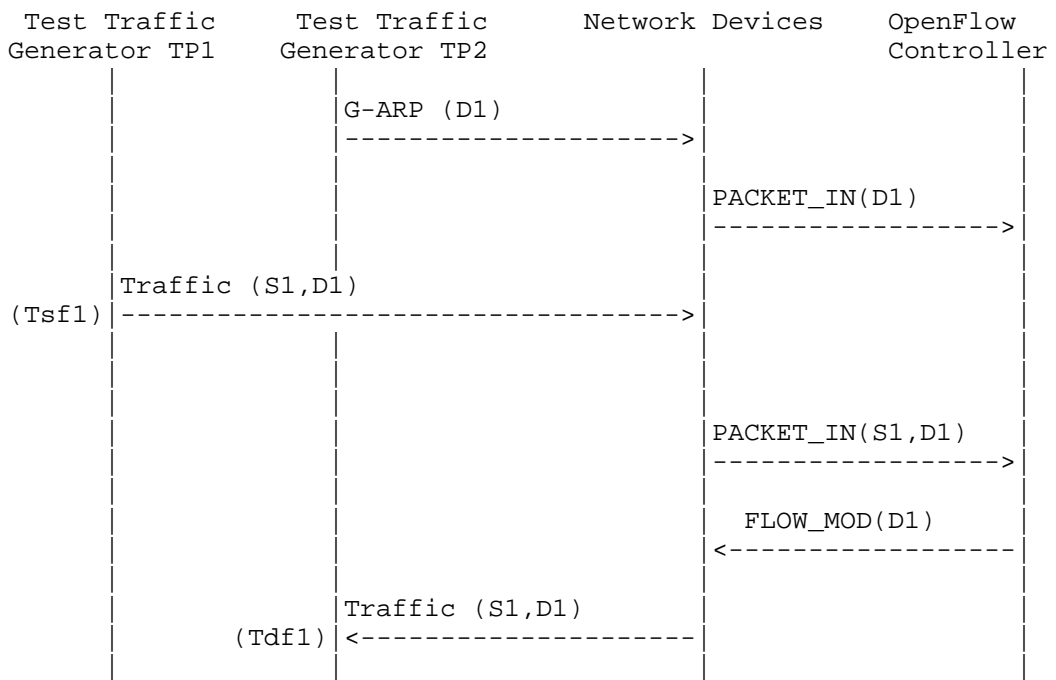 Test Traffic Test Traffic Network Devices OpenFlow
Generator TP1 Generator TP2 Controller
G-ARP (D1)
PACKET_IN(D1)
Traffic (S1,D1)
(Tsf1)
PACKET_IN(S1,D1)
FLOW_MOD(D1)
Traffic (S1,D1)
(Tdf1)